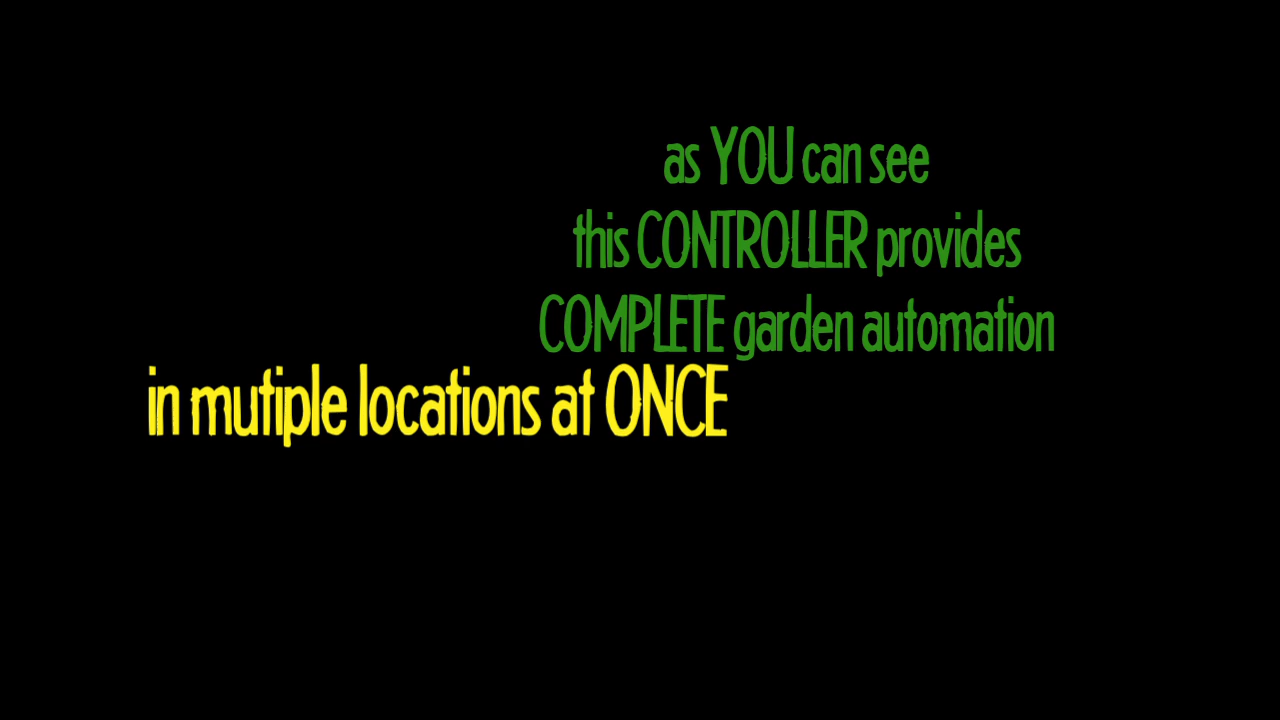 as YOU can see
this CONTROLLER provides
COMPLETE garden automation
in mutiple locations at ONCE